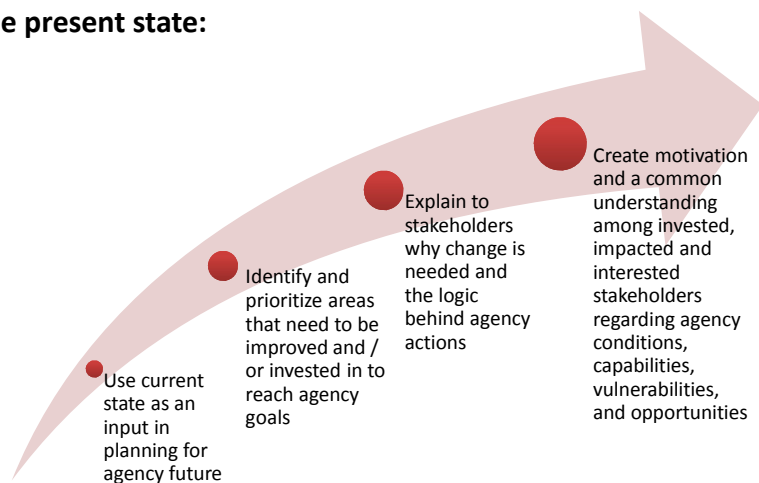 e present state:
Use current
state as an
input in
planning for
agency future
Identify and
prioritize areas
that need to be
improved and /
or invested in to
reach agency
goals
Explain to
stakeholders
why change is
needed and
the logic
behind agency
actions
Create motivation
and a common
understanding
among invested,
impacted and
interested
stakeholders
regarding agency
conditions,
capabilities,
vulnerabilities,
and opportunities